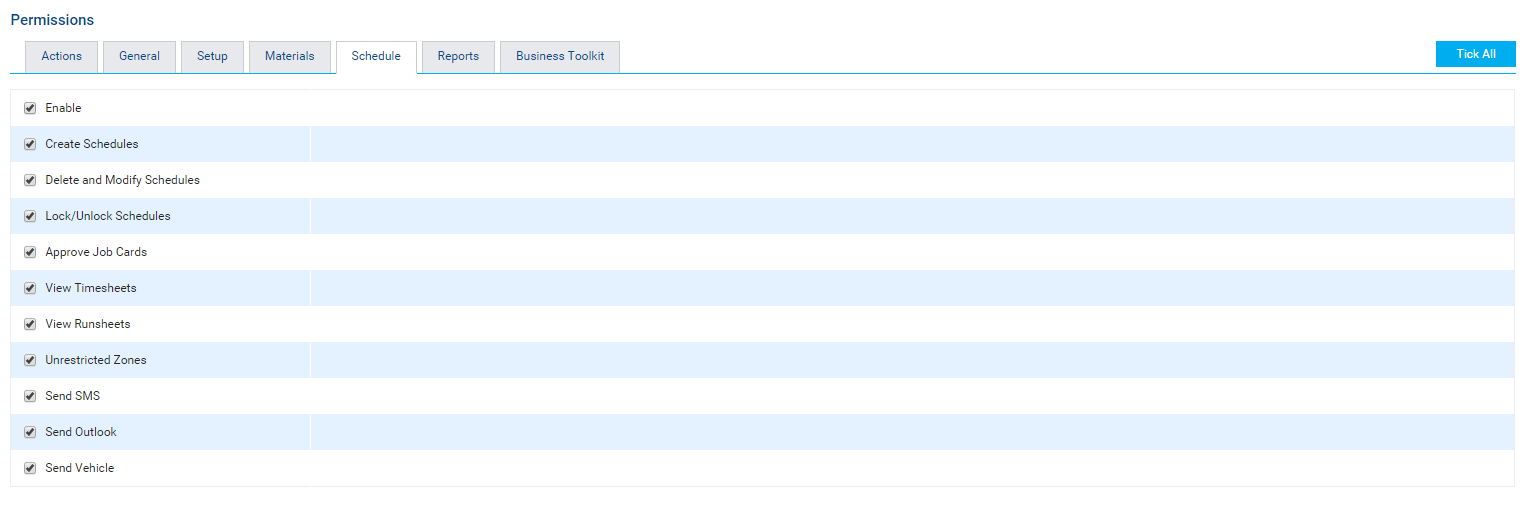 Permissions
Actions General Setup Materials Schedule Reports Business Toolkit Tick All
Enable
Create Schedules
Delete and Modify Schedules
Lock/Unlock Schedules
Approve Job Cards
View Timesheets
View Runsheets
Unrestricted Zones
Send SMS
Send Outlook
Send Vehicle